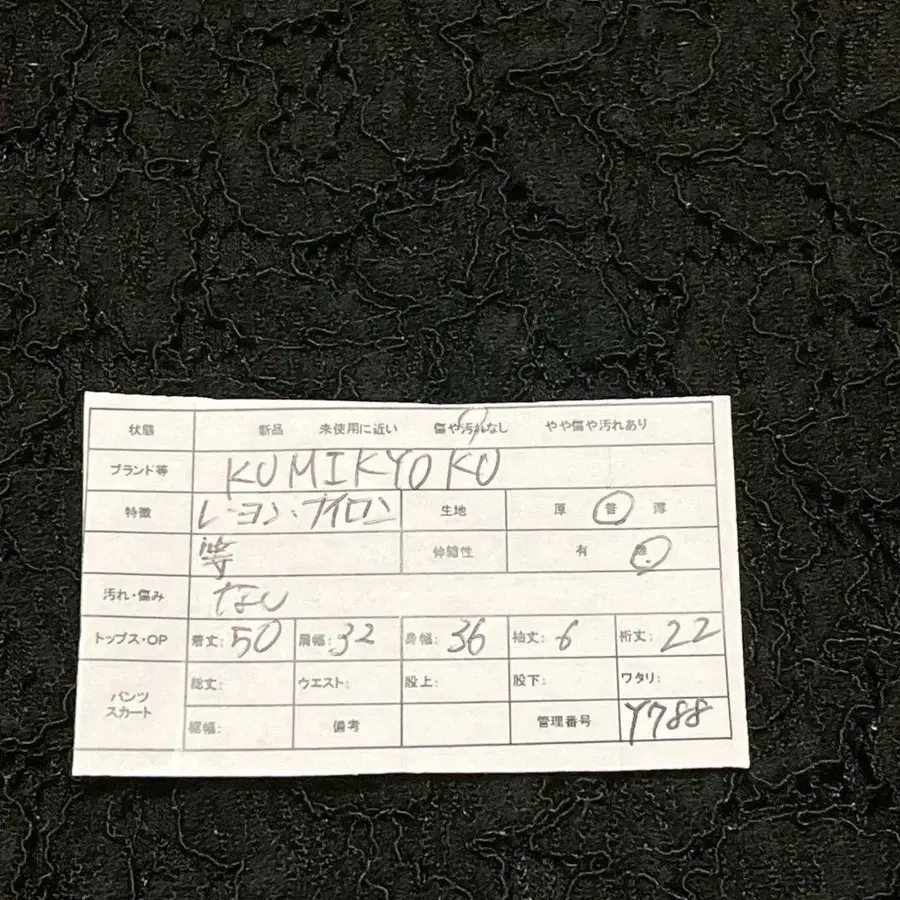 状態 新品 未使用に近い 傷や汚れなし やや傷や汚れあり
ブランド等 KUMIKYOKU
特徴 レーヨン・ナイロン 生地 厚 普 薄
等 伸縮性 有 無
汚れ・傷み なし
トップス・OP 着丈: 50 肩幅: 32 身幅: 36 袖丈: 6 裄丈: 22
パンツ スカート 総丈: ウエスト: 股上: 股下: ワタリ:
裾幅: 備考 管理番号 Y788